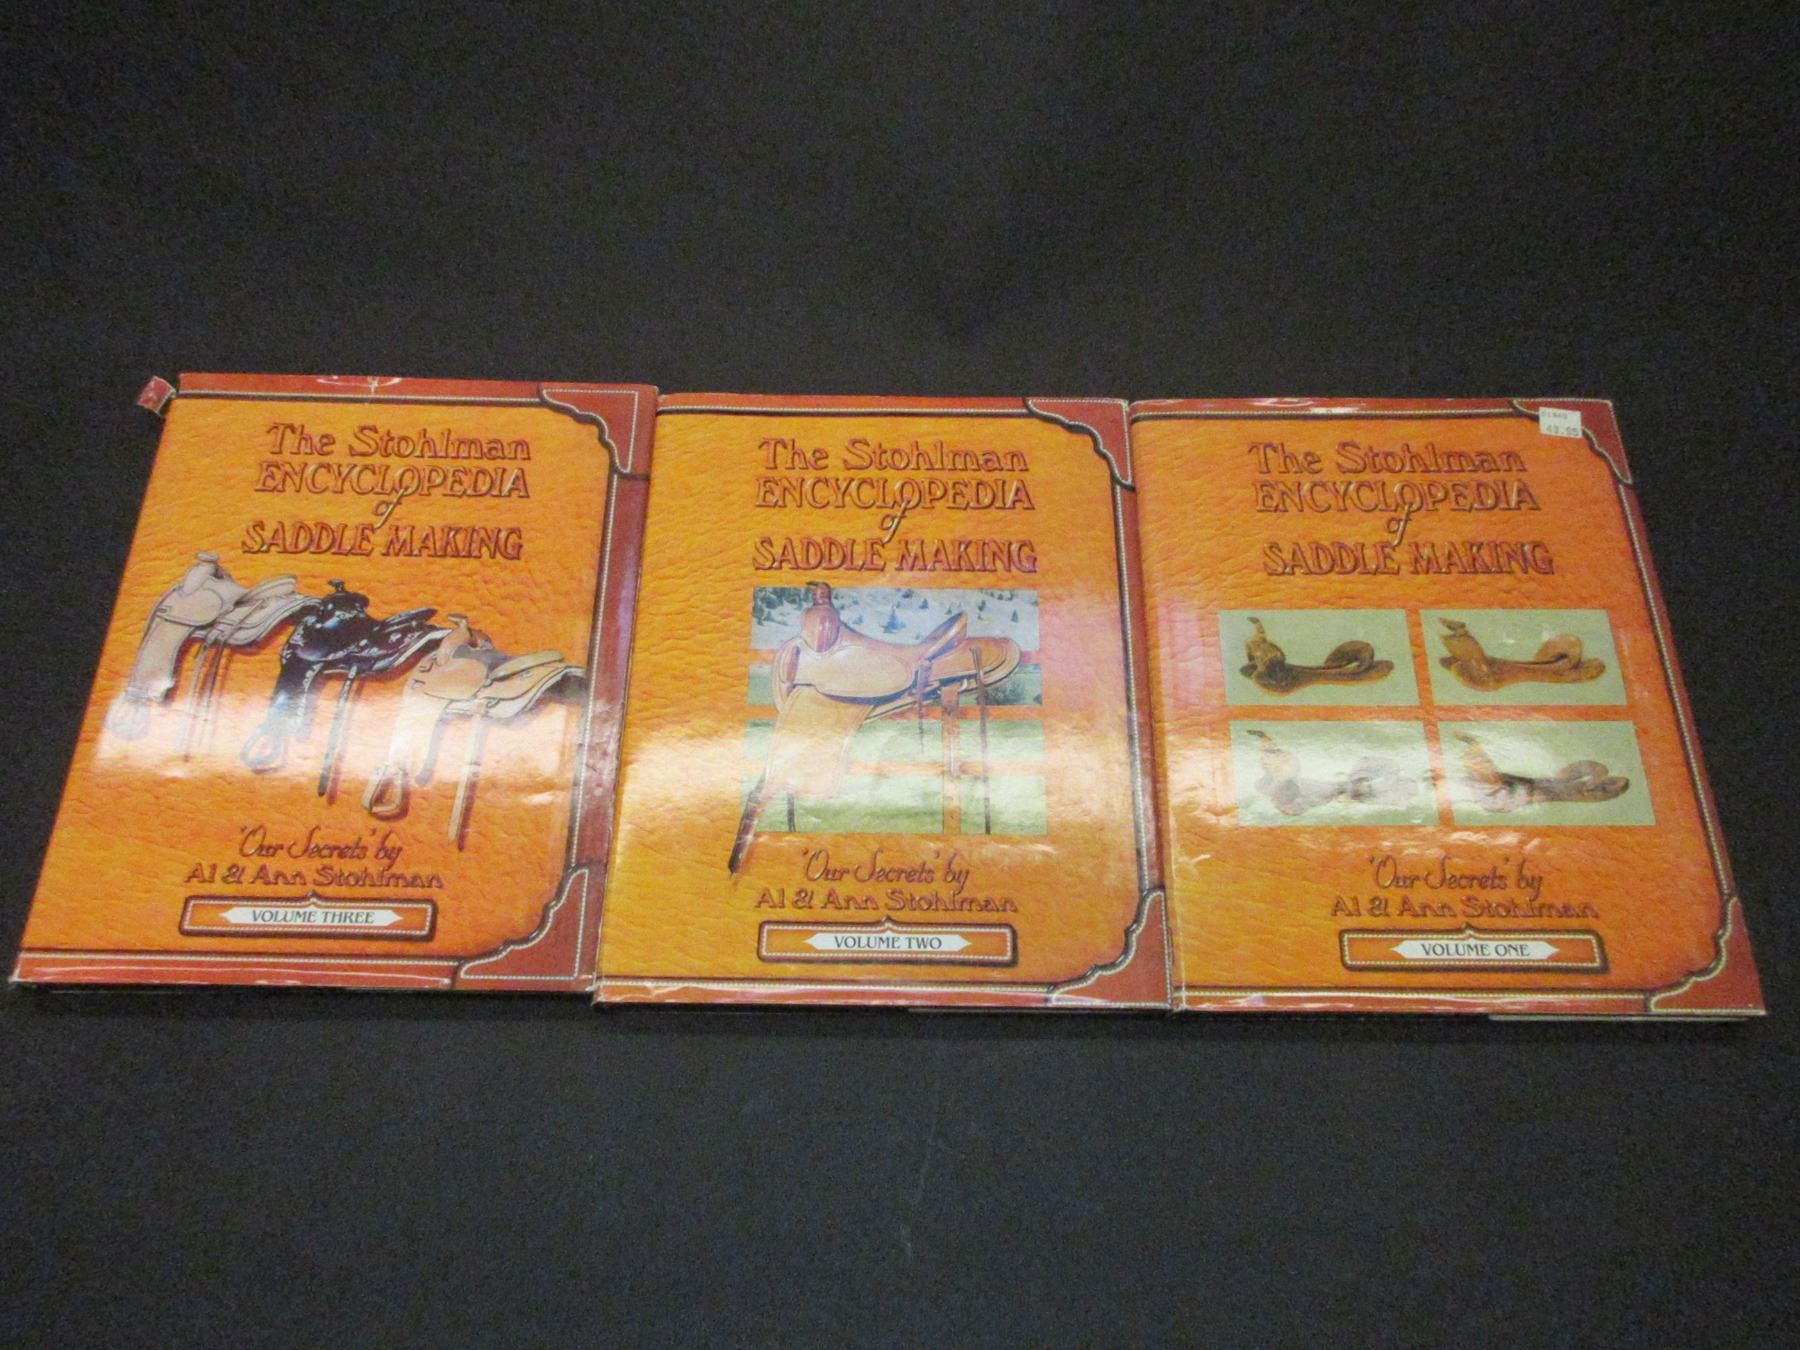 The Stohlman
ENCYCLOPEDIA
of
SADDLE MAKING
'Our Secrets' by
Al & Ann Stohlman
VOLUME THREE
The Stohlman
ENCYCLOPEDIA
of
SADDLE MAKING
'Our Secrets' by
Al & Ann Stohlman
VOLUME TWO
The Stohlman
ENCYCLOPEDIA
of
SADDLE MAKING
'Our Secrets' by
Al & Ann Stohlman
VOLUME ONE